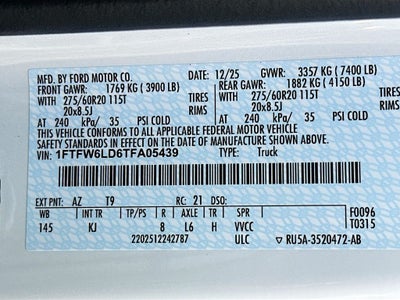 MFD. BY FORD MOTOR CO.
DATE: 12/25 GVWR: 3357 KG ( 7400 LB)
FRONT GAWR: 1769 KG ( 3900 LB) REAR GAWR: 1882 KG ( 4150 LB)
275/60R20 115T TIRES 275/60R20 115T TIRES
20x8.5J RIMS 20x8.5J RIMS
AT 240 kPa/ 35 PSI COLD AT 240 kPa/ 35 PSI COLD
THIS VEHICLE CONFORMS TO ALL APPLICABLE FEDERAL MOTOR VEHICLE
SAFETY STANDARDS IN EFFECT ON THE DATE OF MANUFACTURE SHOWN ABOVE.
VIN: 1FTFW6LD6TFA05439 TYPE: Truck
EXT PNT: AZ T9 RC: 21 DSO: F0096
WB INT TR TP/PS R AXLE TR SPR T0315
145 KJ 8 L6 H VVCC
2202512242787 ULC RU5A-3520472-AB